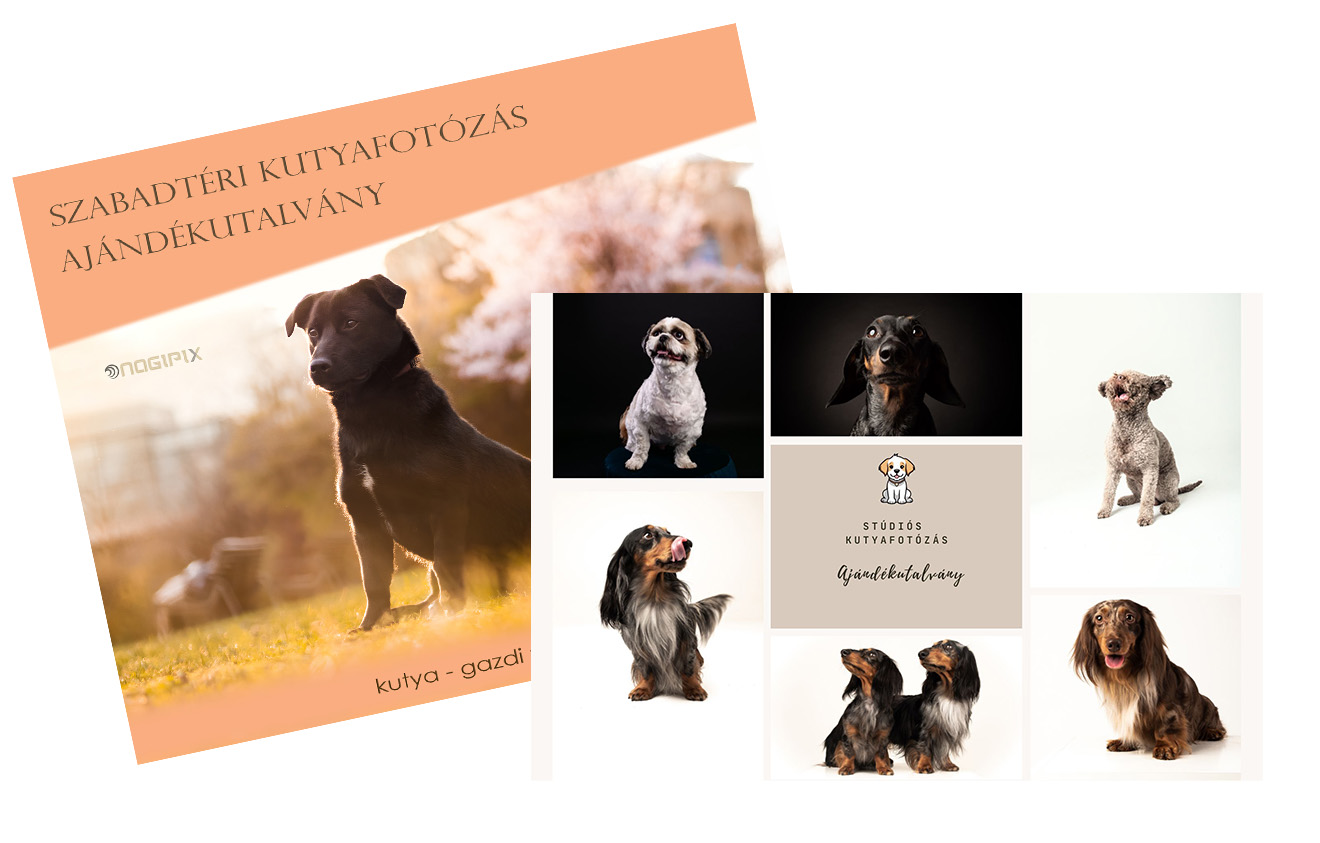 SZABADTÉRI KUTYAFOTÓZÁS
AJÁNDÉKUTALVÁNY
NOGIPIX
kutya - gazdi
STÚDIÓS
KUTYAFOTÓZÁS
Ajándékutalvány